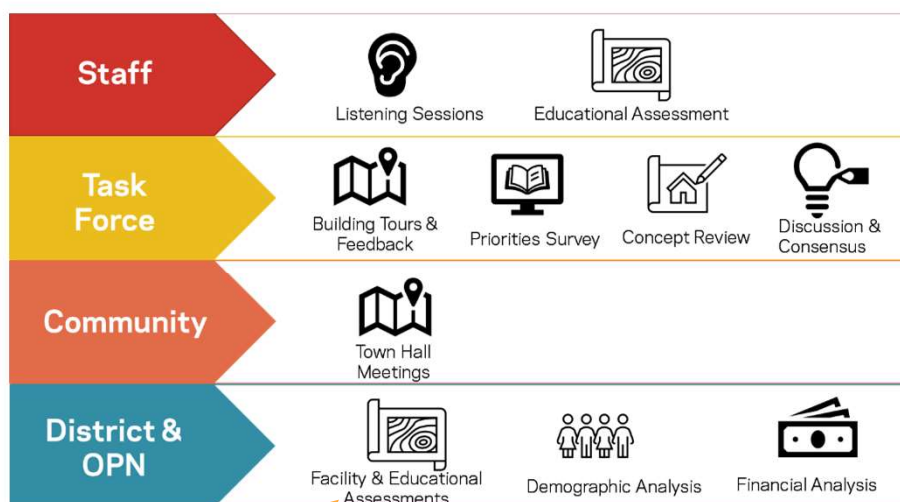 Staff
Listening Sessions
Educational Assessment
Task
Force
Building Tours &
Feedback
Priorities Survey
Concept Review
Discussion &
Consensus
Community
Town Hall
Meetings
District &
OPN
Facility & Educational
Assessments
Demographic Analysis
Financial Analysis